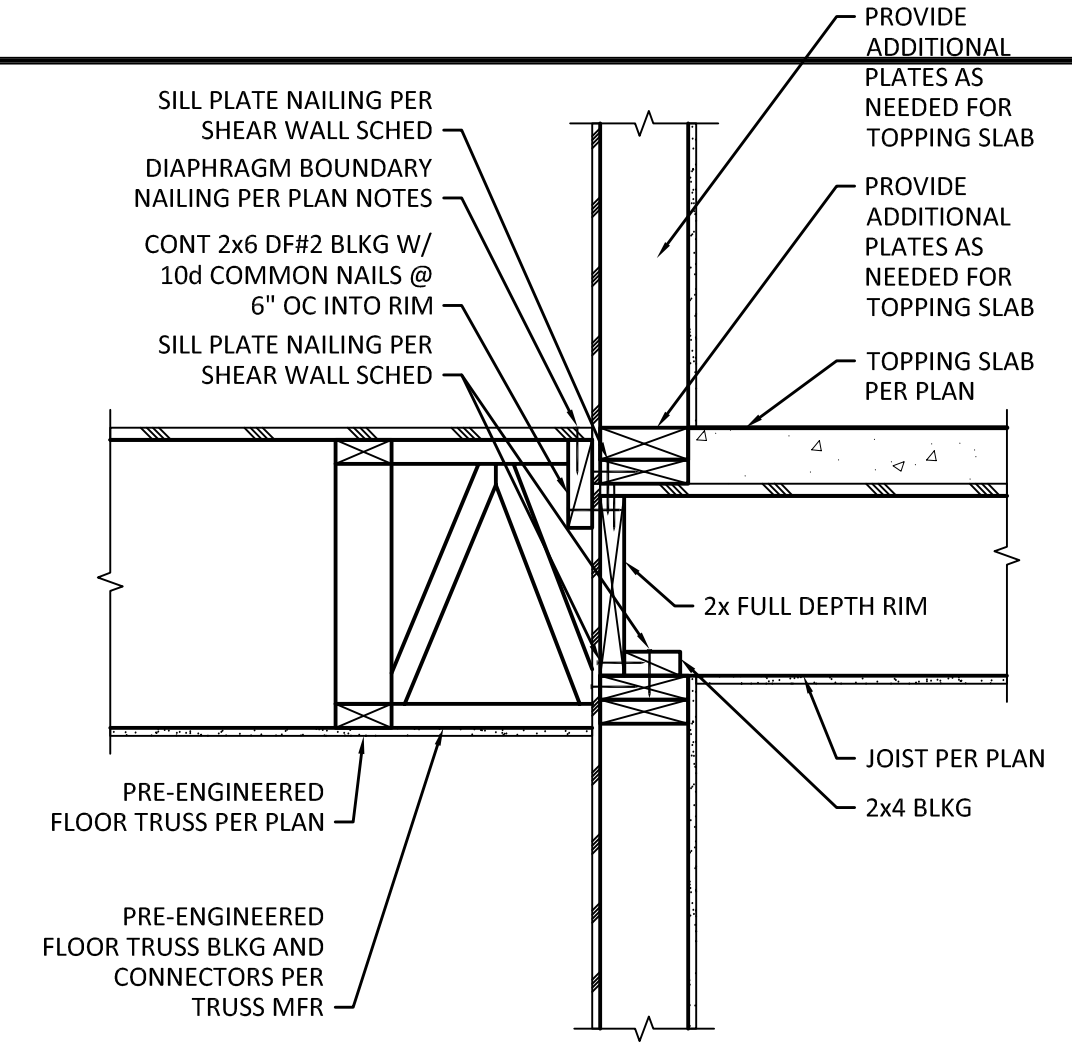 PROVIDE
ADDITIONAL
PLATES AS
NEEDED FOR
TOPPING SLAB
SILL PLATE NAILING PER
SHEAR WALL SCHED
DIAPHRAGM BOUNDARY
NAILING PER PLAN NOTES
CONT 2x6 DF#2 BLKG W/
10d COMMON NAILS @
6" OC INTO RIM
SILL PLATE NAILING PER
SHEAR WALL SCHED
PROVIDE
ADDITIONAL
PLATES AS
NEEDED FOR
TOPPING SLAB
TOPPING SLAB
PER PLAN
2x FULL DEPTH RIM
JOIST PER PLAN
2x4 BLKG
PRE-ENGINEERED
FLOOR TRUSS PER PLAN
PRE-ENGINEERED
FLOOR TRUSS BLKG AND
CONNECTORS PER
TRUSS MFR